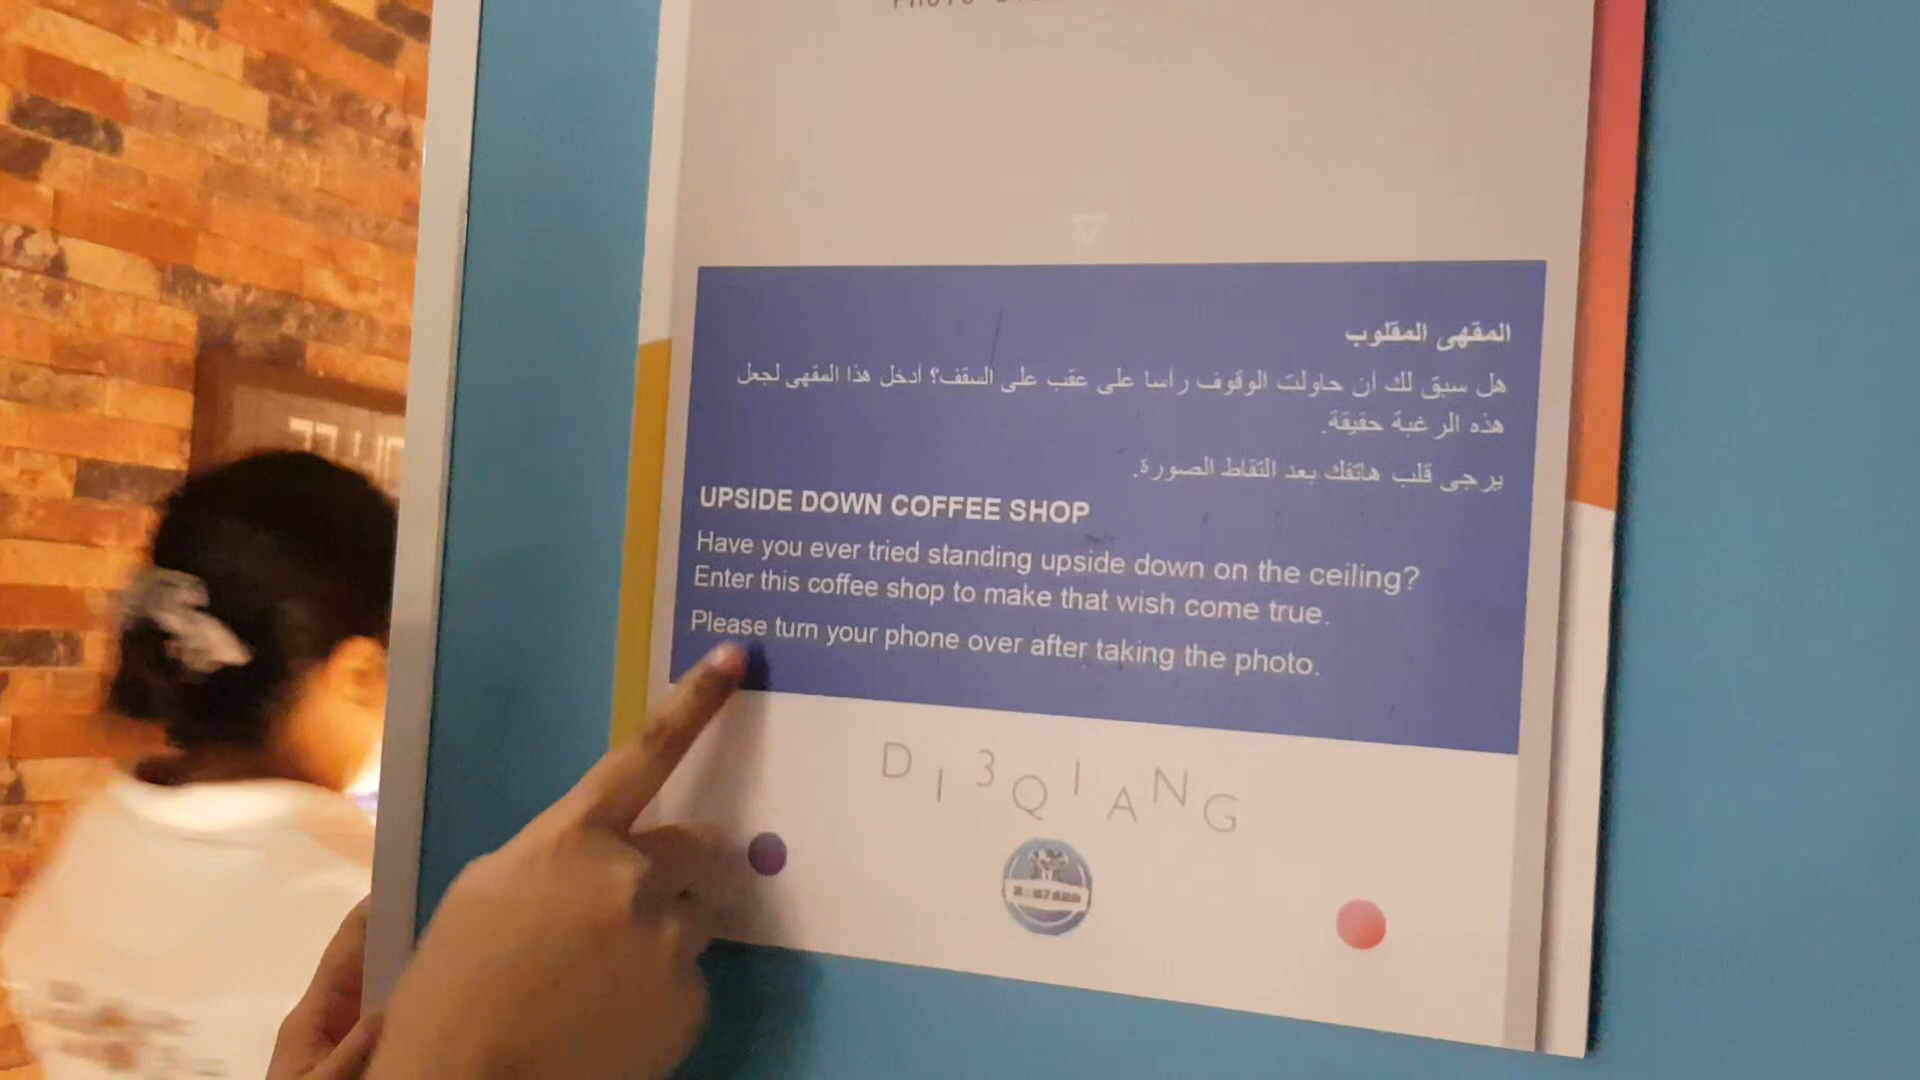 المقهى المقلوب
هل سبق لك أن حاولت الوقوف رأسا على عقب على السقف؟ أدخل هذا المقهى لجعل
هذه الرغبة حقيقة.
يرجى قلب هاتفك بعد التقاط الصورة.
UPSIDE DOWN COFFEE SHOP
Have you ever tried standing upside down on the ceiling?
Enter this coffee shop to make that wish come true.
Please turn your phone over after taking the photo.
D I 3 Q I A N G